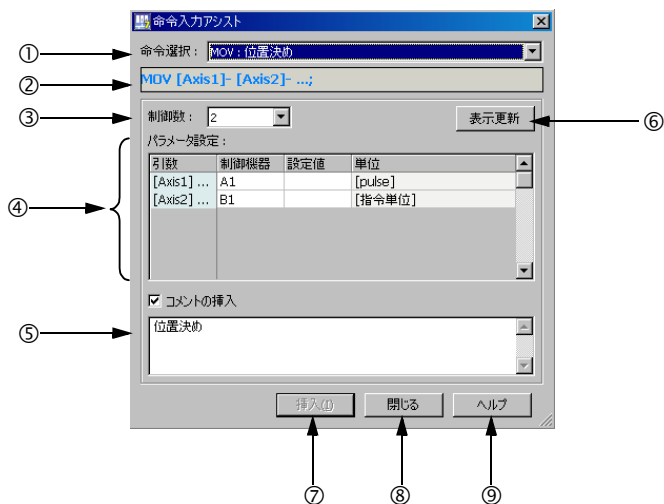 命令入力アシスト
① 命令選択： MOV：位置決め
② MOV [Axis1]- [Axis2]- ...;
③ 制御数： 2
表示更新 ⑥
パラメータ設定：
④
引数 制御機器 設定値 単位
[Axis1] ... A1 [pulse]
[Axis2] ... B1 [指令単位]
コメントの挿入
⑤ 位置決め
挿入(I) 閉じる ヘルプ
⑦ ⑧ ⑨